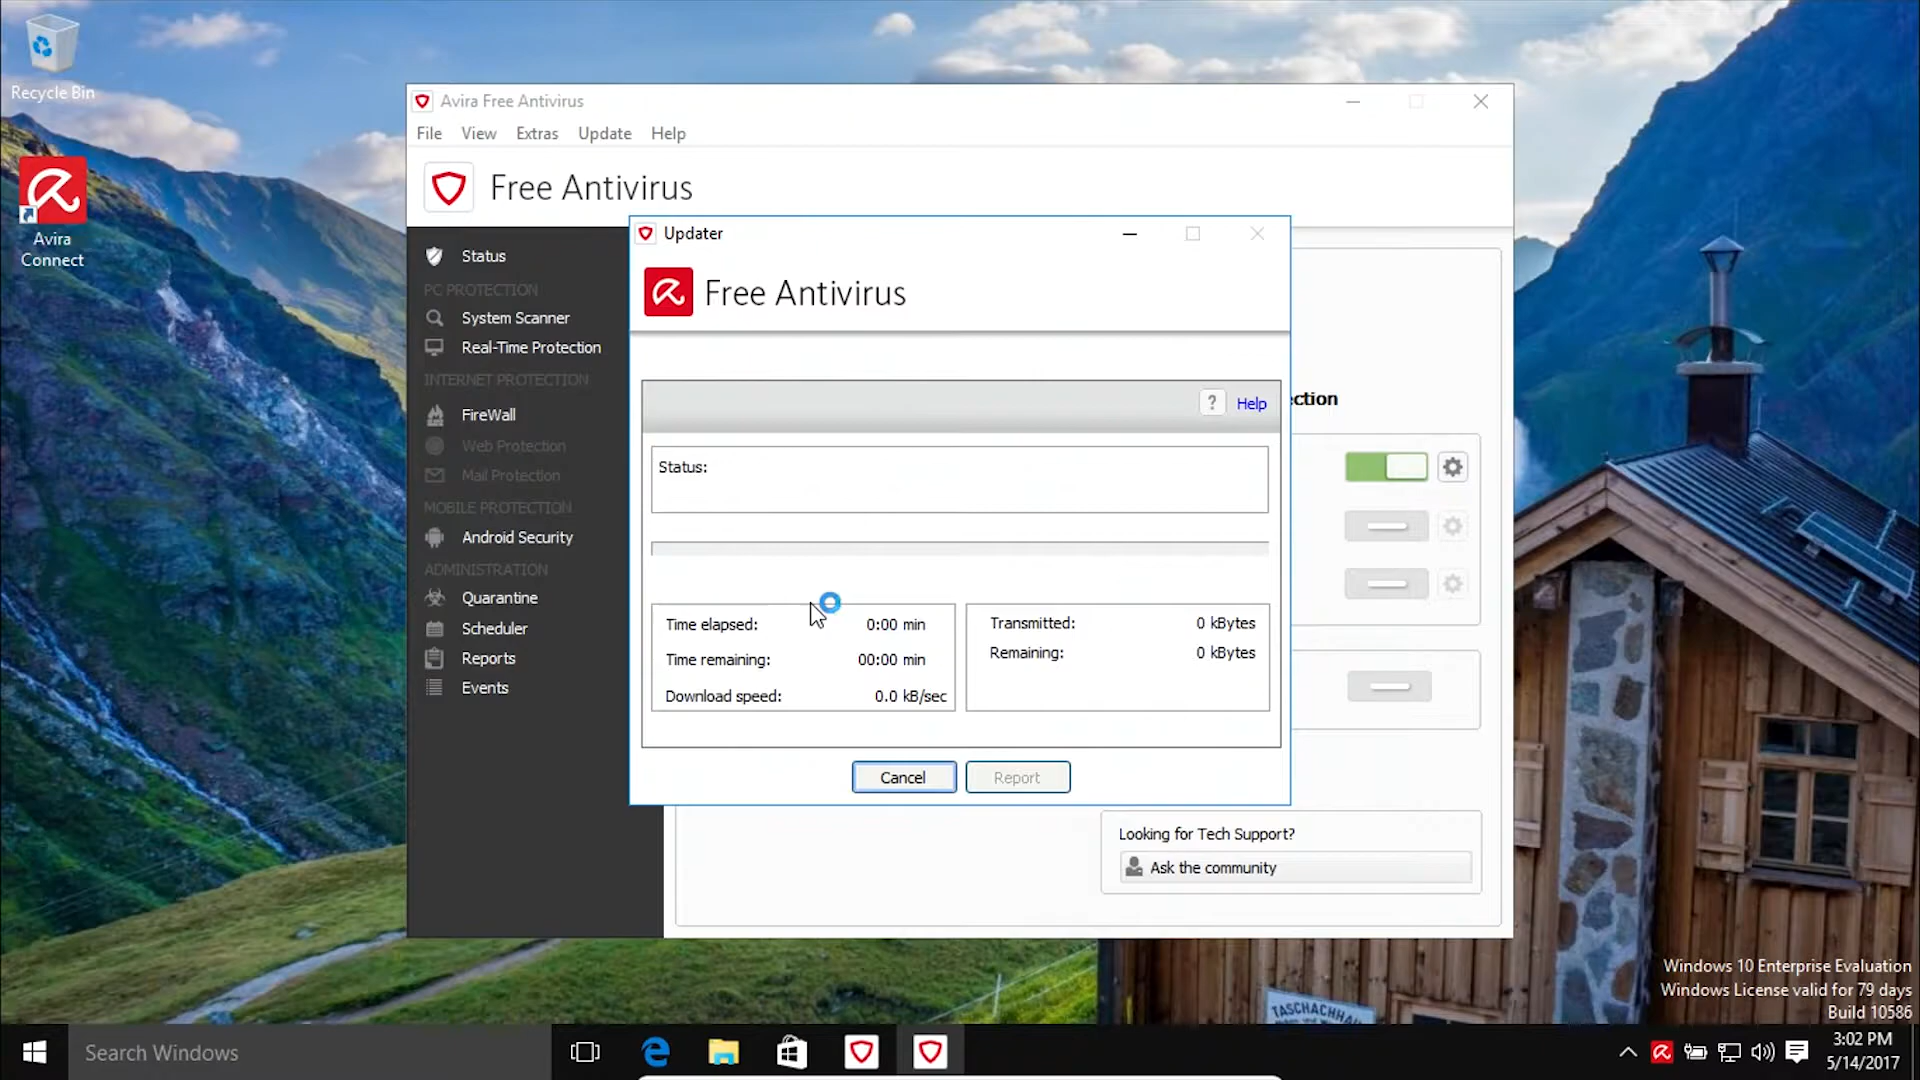 Recycle Bin
Avira
Connect
Avira Free Antivirus
File View Extras Update Help
Free Antivirus
Status
PC PROTECTION
System Scanner
Real-Time Protection
INTERNET PROTECTION
FireWall
Web Protection
Mail Protection
MOBILE PROTECTION
Android Security
ADMINISTRATION
Quarantine
Scheduler
Reports
Events
Updater
Free Antivirus
? Help
Status:
Time elapsed: 0:00 min
Time remaining: 00:00 min
Download speed: 0.0 kB/sec
Transmitted: 0 kBytes
Remaining: 0 kBytes
Cancel Report
ction
Looking for Tech Support?
Ask the community
TASCHACHHA
Windows 10 Enterprise Evaluation
Windows License valid for 79 days
Build 10586
Search Windows
3:02 PM
5/14/2017